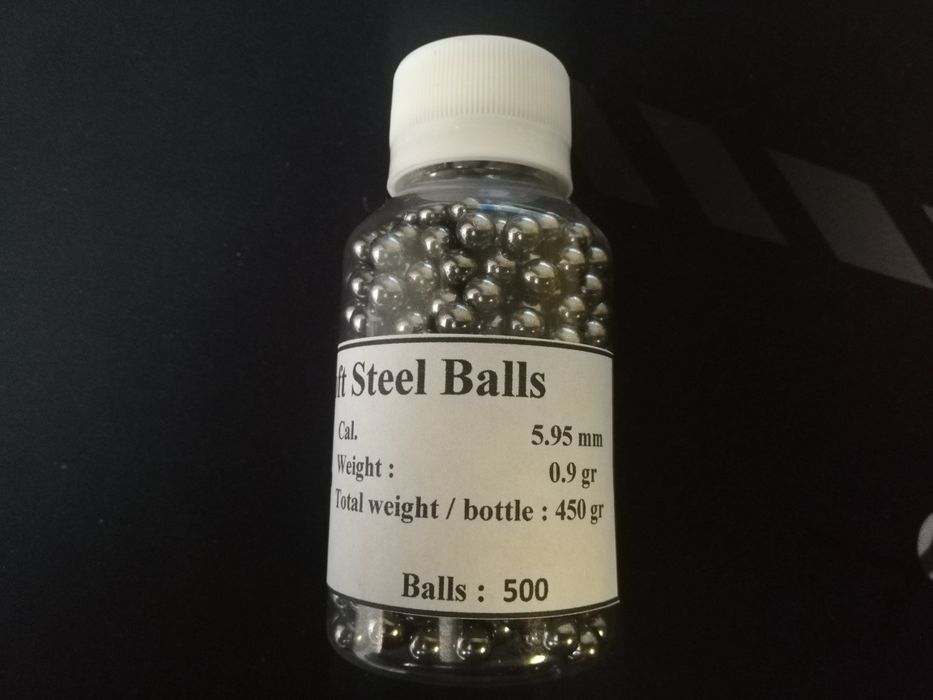 ft Steel Balls
Cal. 5.95 mm
Weight : 0.9 gr
Total weight / bottle : 450 gr
Balls : 500